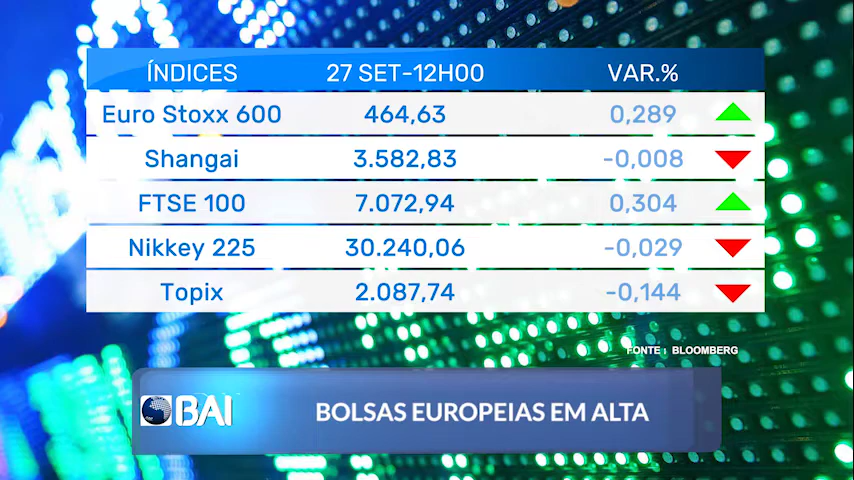 ÍNDICES 27 SET-12H00 VAR.%
Euro Stoxx 600 464,63 0,289
Shangai 3.582,83 -0,008
FTSE 100 7.072,94 0,304
Nikkey 225 30.240,06 -0,029
Topix 2.087,74 -0,144
FONTE : BLOOMBERG
BAI BOLSAS EUROPEIAS EM ALTA